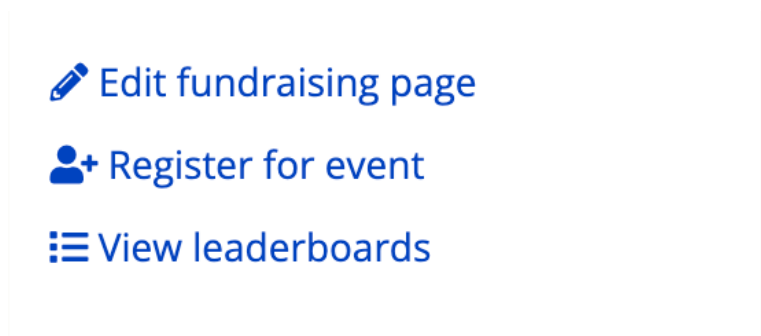 Edit fundraising page
Register for event
View leaderboards